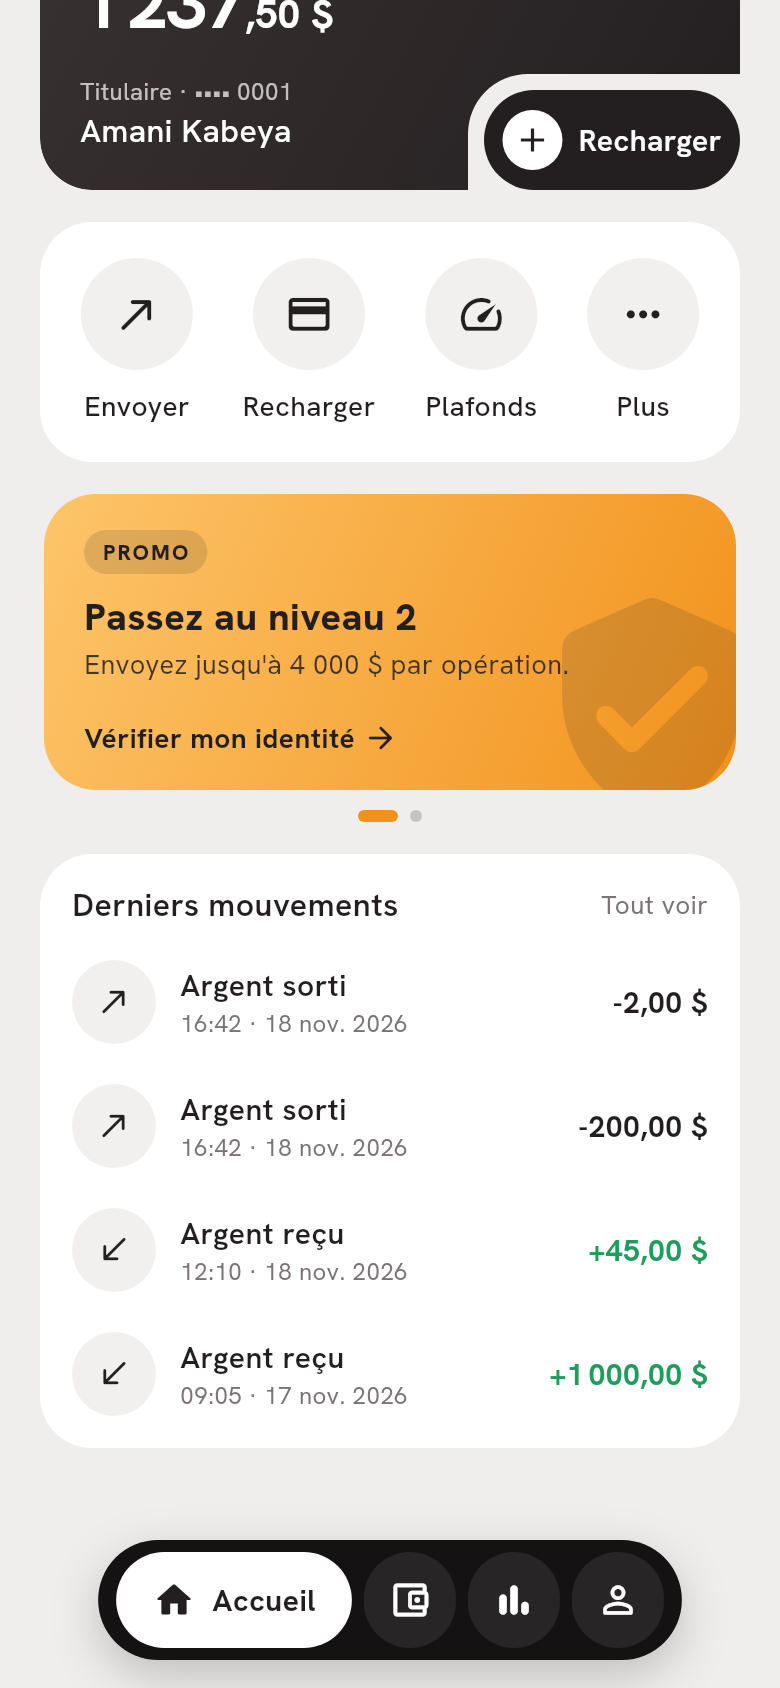 1 237,50 $
Titulaire · ▪▪▪▪ 0001
Amani Kabeya
Recharger
Envoyer
Recharger
Plafonds
Plus
PROMO
Passez au niveau 2
Envoyez jusqu'à 4 000 $ par opération.
Vérifier mon identité →
Derniers mouvements
Tout voir
Argent sorti
-2,00 $
16:42 · 18 nov. 2026
Argent sorti
-200,00 $
16:42 · 18 nov. 2026
Argent reçu
+45,00 $
12:10 · 18 nov. 2026
Argent reçu
+1 000,00 $
09:05 · 17 nov. 2026
Accueil